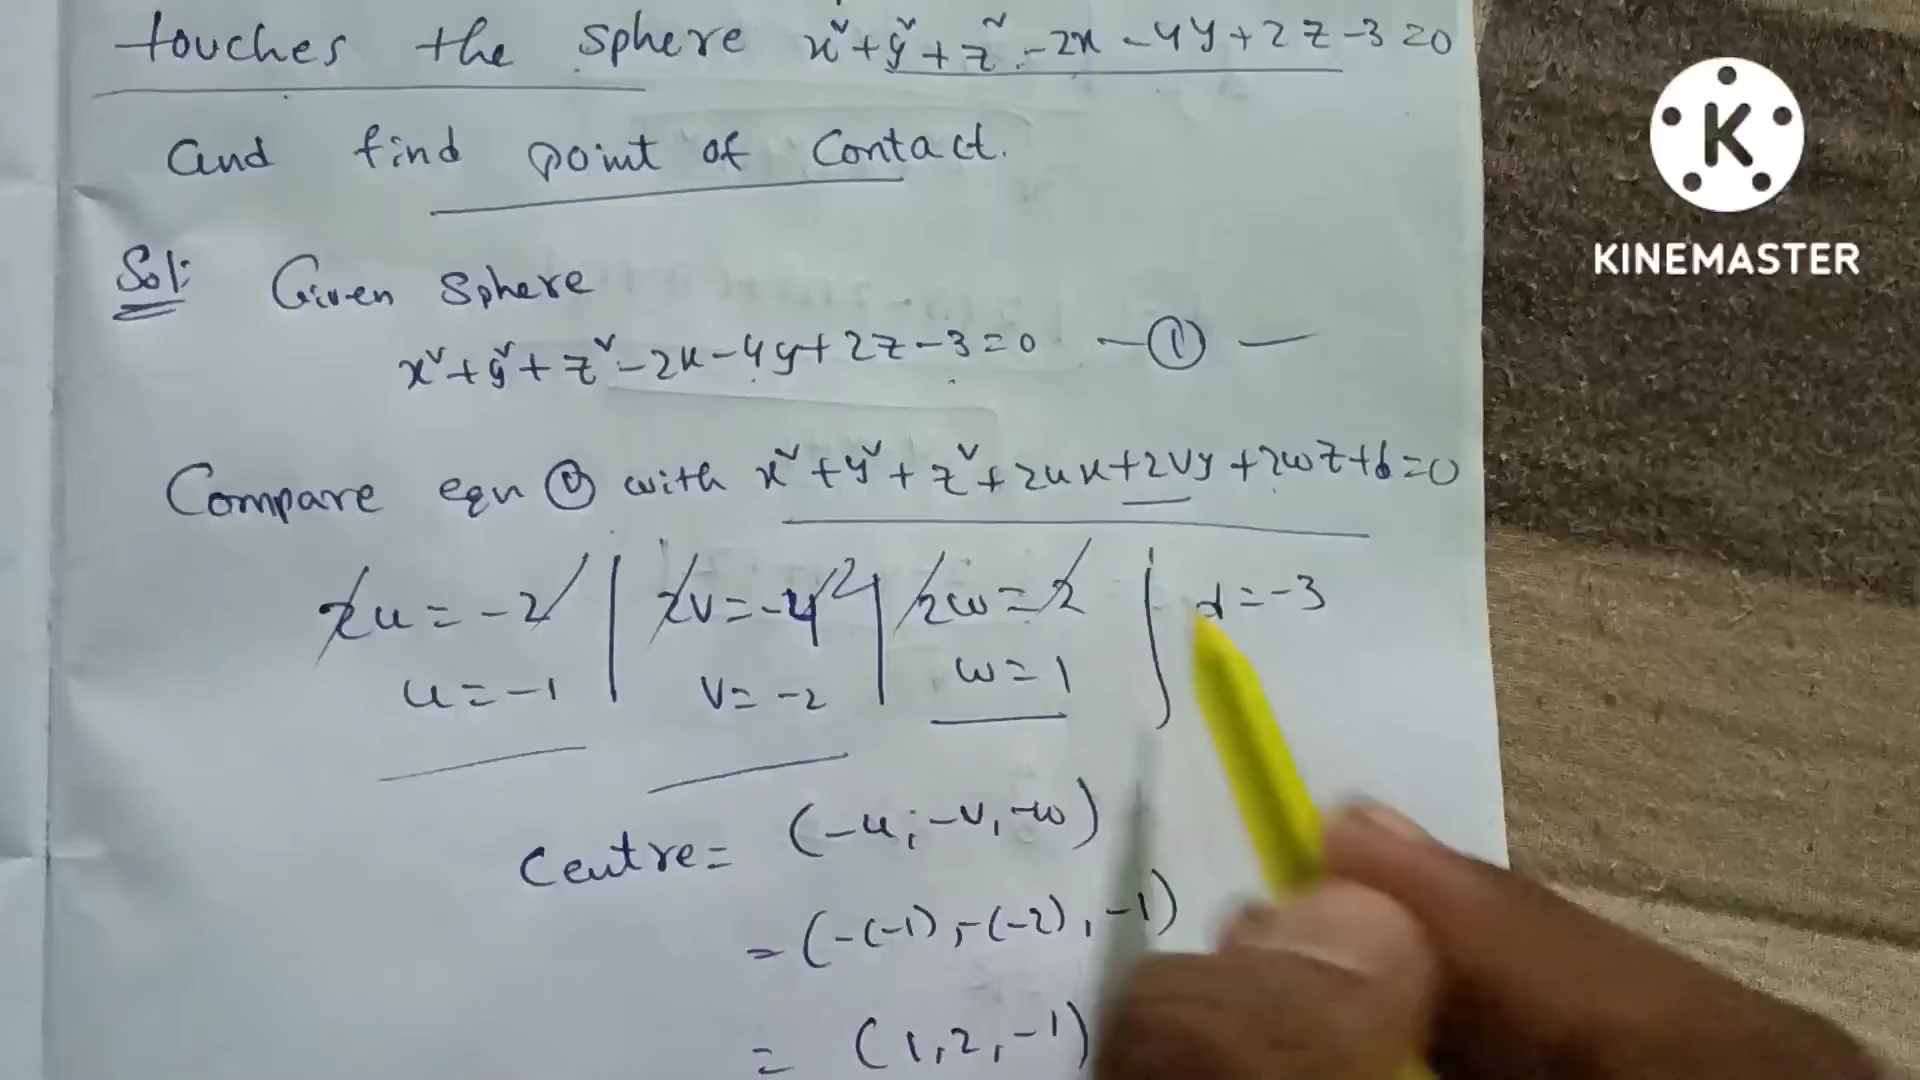 touches the sphere x²+y²+z²-2x-4y+2z-3=0
and find point of Contact.
Sol: Given sphere
x²+y²+z²-2x-4y+2z-3=0 —①—
Compare eqn ① with x²+y²+z²+2ux+2vy+2wz+d=0
2u=-2 | 2v=-4 2 | 2w=2 | d=-3
u=-1 | v=-2 | w=1
Centre= (-u,-v,-w)
=(-(-1),-(-2),-1)
= (1,2,-1)
K
KINEMASTER